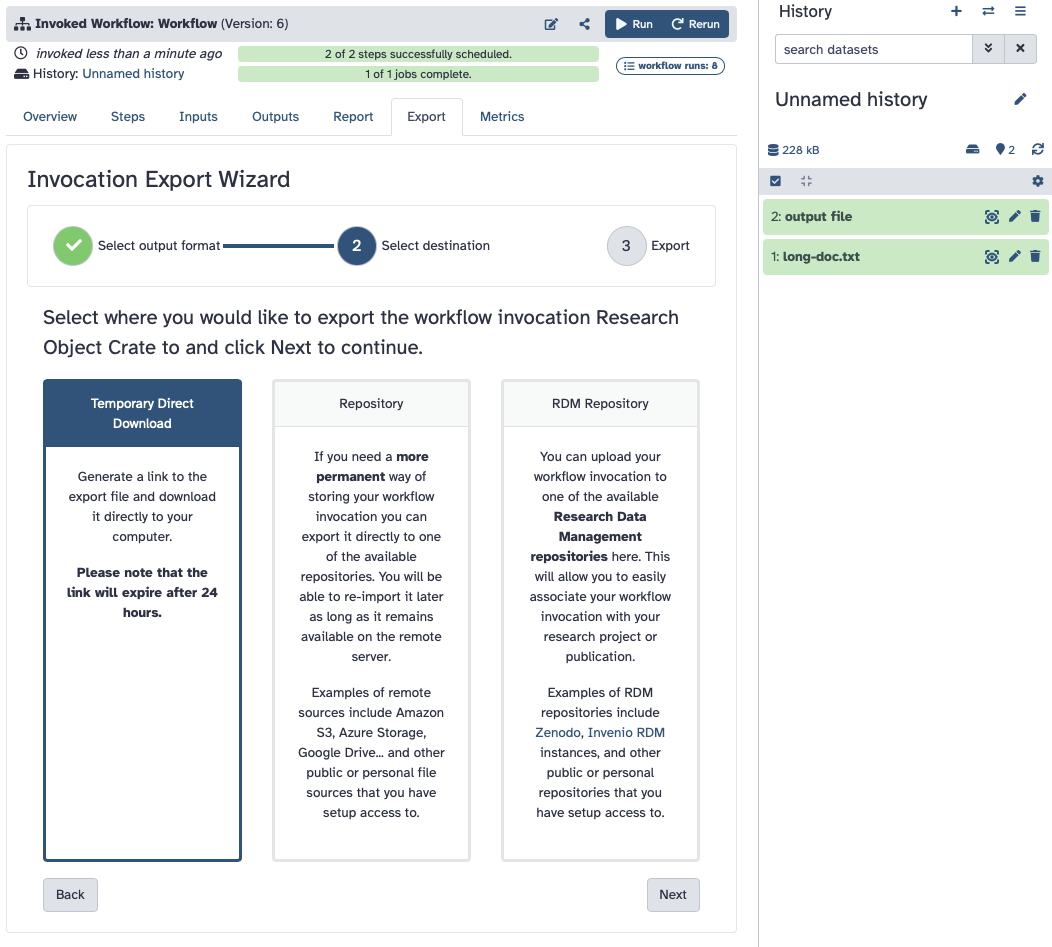 Invoked Workflow: Workflow (Version: 6)
Run
Rerun
invoked less than a minute ago
2 of 2 steps successfully scheduled.
History: Unnamed history
1 of 1 jobs complete.
workflow runs: 8
Overview
Steps
Inputs
Outputs
Report
Export
Metrics
Invocation Export Wizard
Select output format
2
Select destination
3
Export
Select where you would like to export the workflow invocation Research
Object Crate to and click Next to continue.
Temporary Direct
Download
Generate a link to the
export file and download
it directly to your
computer.
Please note that the
link will expire after 24
hours.
Repository
If you need a more
permanent way of
storing your workflow
invocation you can
export it directly to one
of the available
repositories. You will be
able to re-import it later
as long as it remains
available on the remote
server.
Examples of remote
sources include Amazon
S3, Azure Storage,
Google Drive... and other
public or personal file
sources that you have
setup access to.
RDM Repository
You can upload your
workflow invocation to
one of the available
Research Data
Management
repositories here. This
will allow you to easily
associate your workflow
invocation with your
research project or
publication.
Examples of RDM
repositories include
Zenodo, Invenio RDM
instances, and other
public or personal
repositories that you
have setup access to.
Back
Next
History
search datasets
Unnamed history
228 kB
2
2: output file
1: long-doc.txt